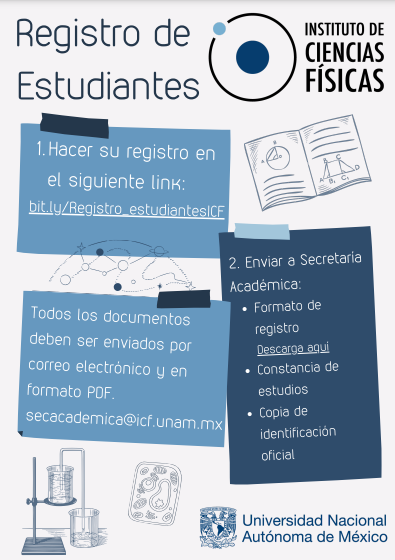 Registro de
Estudiantes
INSTITUTO DE
CIENCIAS
FÍSICAS
1. Hacer su registro en
el siguiente link:
bit.ly/Registro_estudiantesICF
2. Enviar a Secretaría
Académica:
• Formato de
registro
Descarga aquí
• Constancia de
estudios
• Copia de
identificación
oficial
Todos los documentos
deben ser enviados por
correo electrónico y en
formato PDF.
secacademica@icf.unam.mx
Universidad Nacional
Autónoma de México